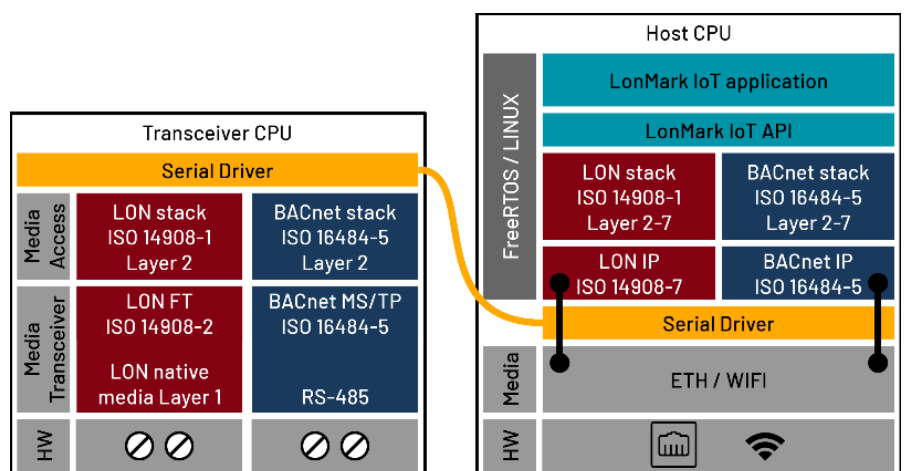 Host CPU
FreeRTOS / LINUX
LonMark IoT application
LonMark IoT API
LON stack
ISO 14908-1
Layer 2-7
BACnet stack
ISO 16484-5
Layer 2-7
LON IP
ISO 14908-7
BACnet IP
ISO 16484-5
Serial Driver
Media
ETH / WIFI
HW
Transceiver CPU
Serial Driver
Media
Access
LON stack
ISO 14908-1
Layer 2
BACnet stack
ISO 16484-5
Layer 2
Media
Transceiver
LON FT
ISO 14908-2
LON native
media Layer 1
BACnet MS/TP
ISO 16484-5
RS-485
HW